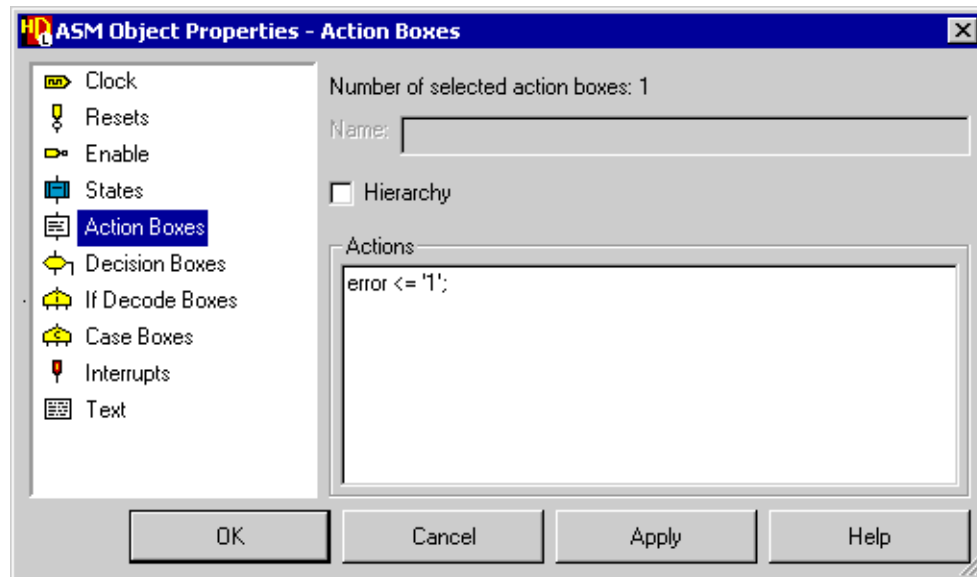 HDL ASM Object Properties - Action Boxes
Clock
Resets
Enable
States
Action Boxes
Decision Boxes
If Decode Boxes
Case Boxes
Interrupts
Text
Number of selected action boxes: 1
Name:
Hierarchy
Actions
error <= '1';
OK Cancel Apply Help